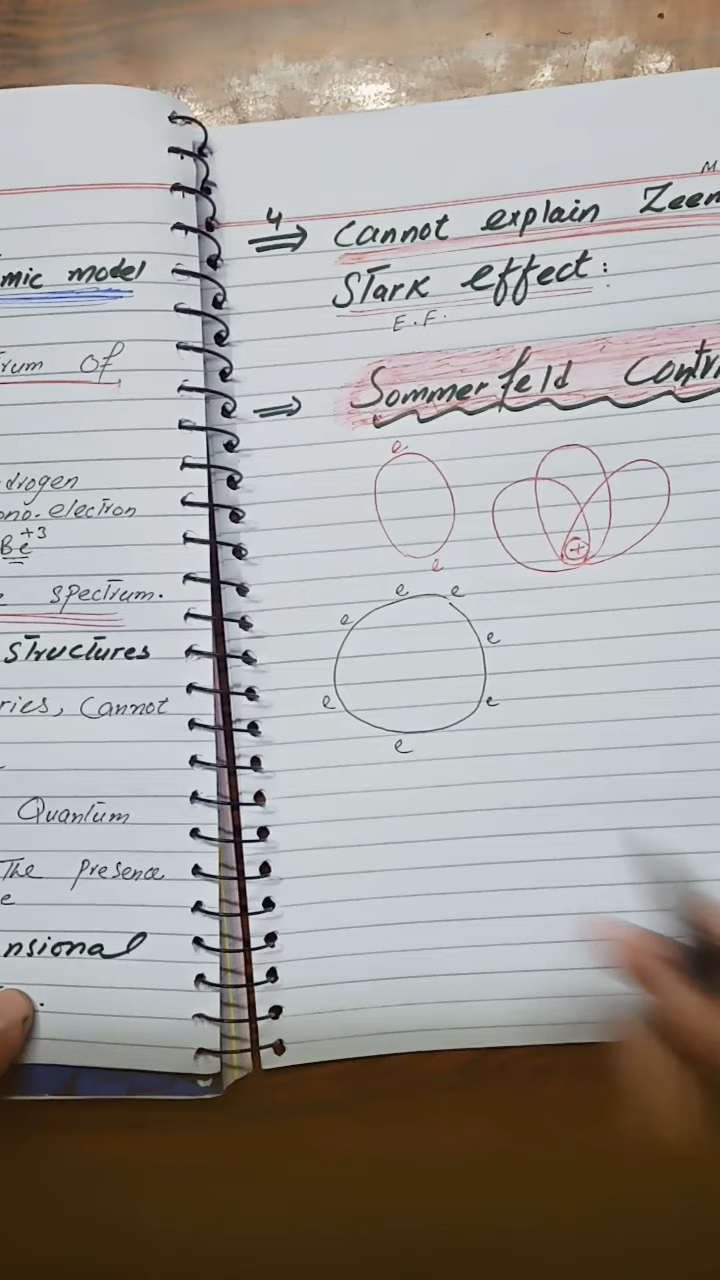 mic model
rum of
drogen
ono-electron
Be+3
spectrum.
Structures
ries, Cannot
Quantum
The presence
e
nsional
M
4
⇒ Cannot explain Zeem
Stark effect:
E.F.
⇒ Sommerfeld Contri
e
e
+
e e
e
e
e
e
e